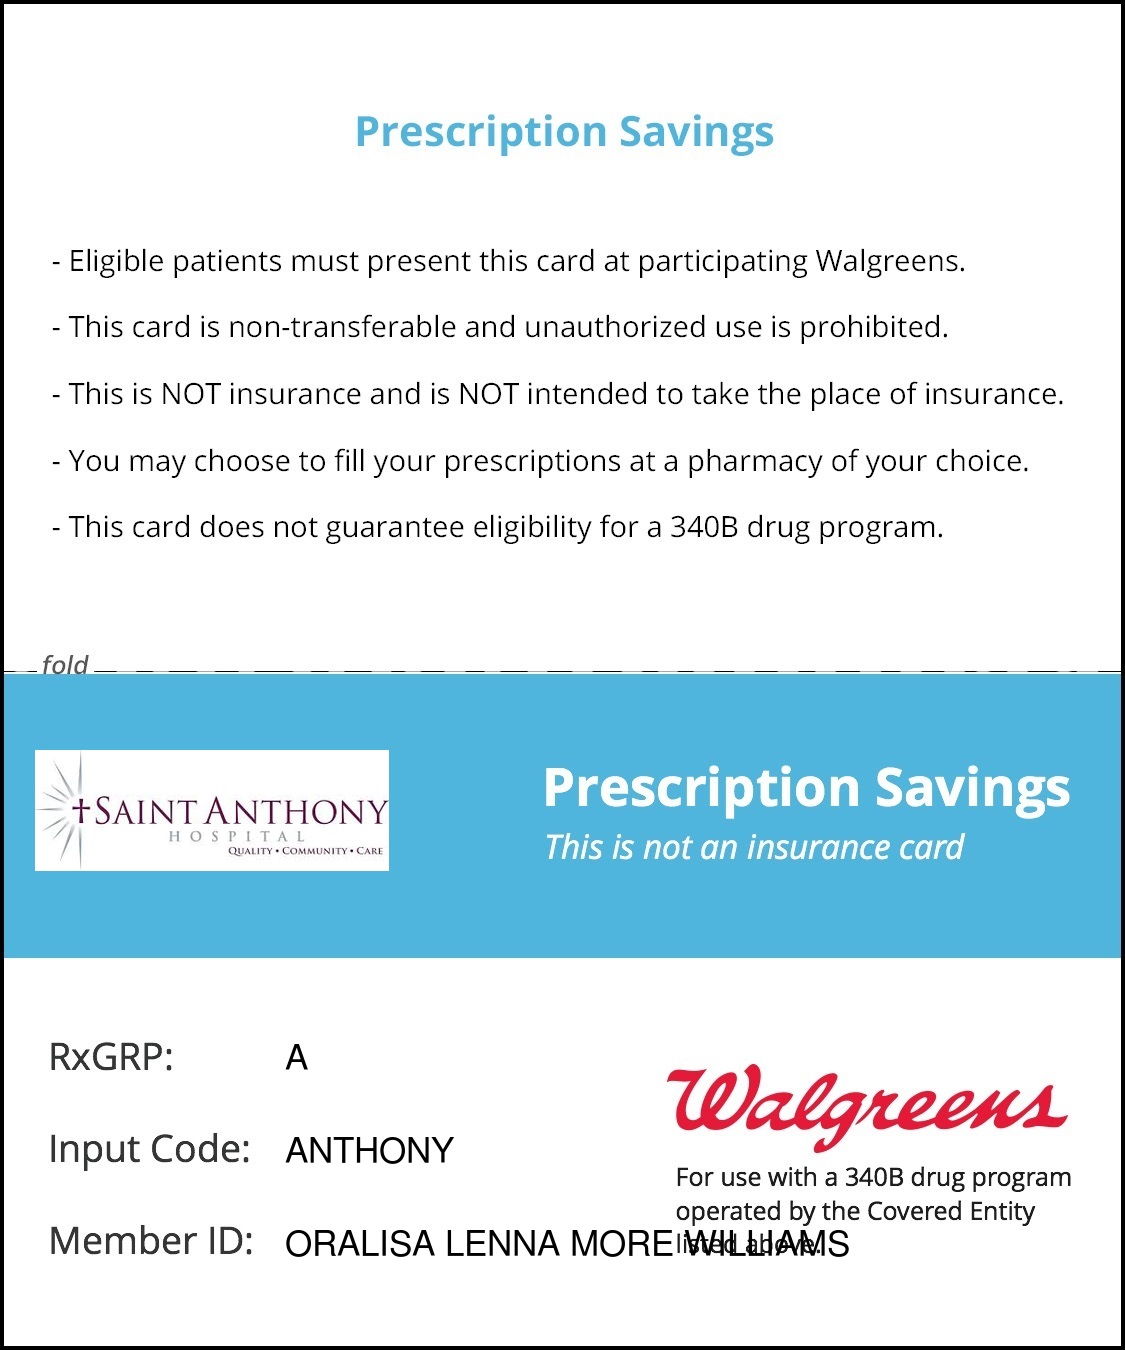 Prescription Savings
- Eligible patients must present this card at participating Walgreens.
- This card is non-transferable and unauthorized use is prohibited.
- This is NOT insurance and is NOT intended to take the place of insurance.
- You may choose to fill your prescriptions at a pharmacy of your choice.
- This card does not guarantee eligibility for a 340B drug program.
fold
SAINT ANTHONY
HOSPITAL
QUALITY • COMMUNITY • CARE
Prescription Savings
This is not an insurance card
RxGRP: A
Input Code: ANTHONY
Member ID: ORALISA LENNA MORE WILLIAMS
Walgreens
For use with a 340B drug program
operated by the Covered Entity
listed above.